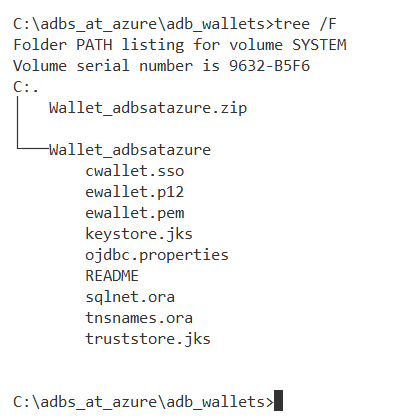 C:\adbs_at_azure\adb_wallets>tree /F
Folder PATH listing for volume SYSTEM
Volume serial number is 9632-B5F6
C:.
│   Wallet_adbsatazure.zip
│
└───Wallet_adbsatazure
        cwallet.sso
        ewallet.p12
        ewallet.pem
        keystore.jks
        ojdbc.properties
        README
        sqlnet.ora
        tnsnames.ora
        truststore.jks
C:\adbs_at_azure\adb_wallets>